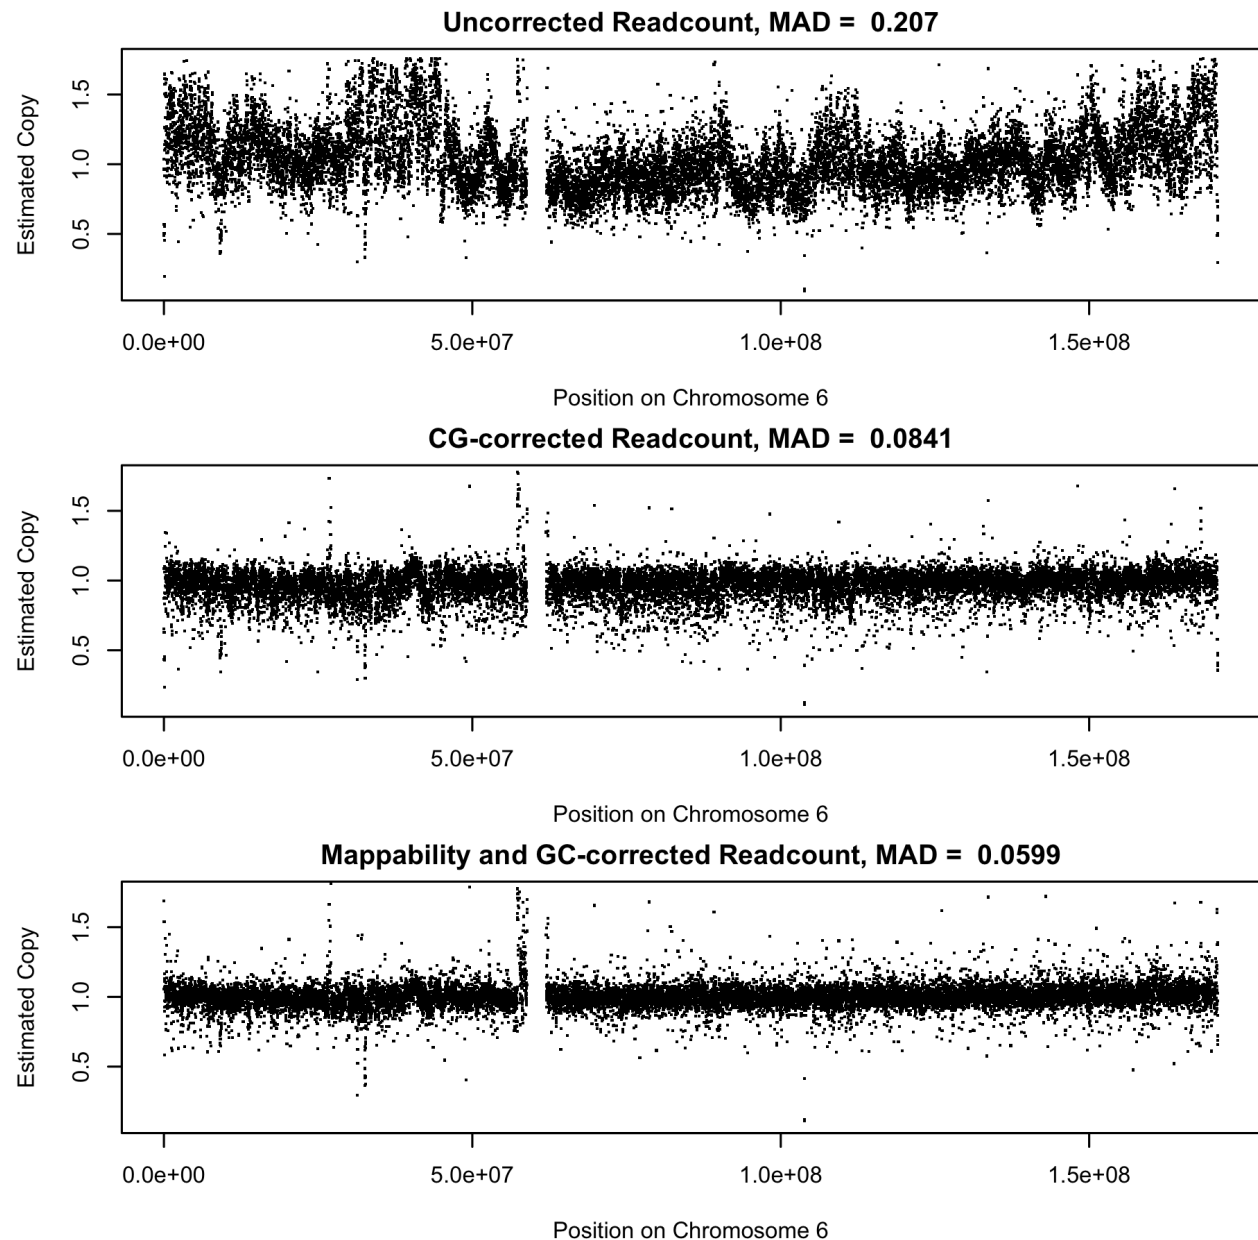 Uncorrected Readcount, MAD =  0.207
Estimated Copy
1.5
1.0
0.5
0.0e+00 5.0e+07 1.0e+08 1.5e+08
Position on Chromosome 6
CG-corrected Readcount, MAD =  0.0841
Estimated Copy
1.5
1.0
0.5
0.0e+00 5.0e+07 1.0e+08 1.5e+08
Position on Chromosome 6
Mappability and GC-corrected Readcount, MAD =  0.0599
Estimated Copy
1.5
1.0
0.5
0.0e+00 5.0e+07 1.0e+08 1.5e+08
Position on Chromosome 6